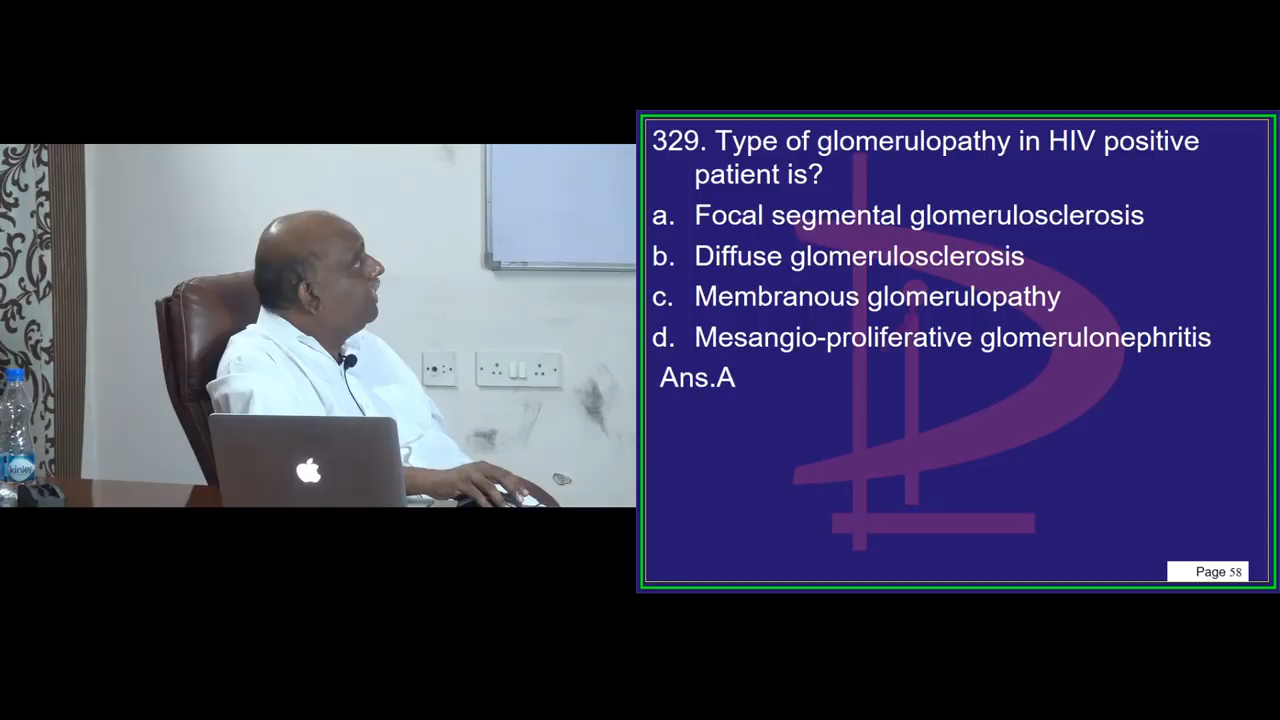 329. Type of glomerulopathy in HIV positive
patient is?
a. Focal segmental glomerulosclerosis
b. Diffuse glomerulosclerosis
c. Membranous glomerulopathy
d. Mesangio-proliferative glomerulonephritis
Ans.A
Page 58
kinley